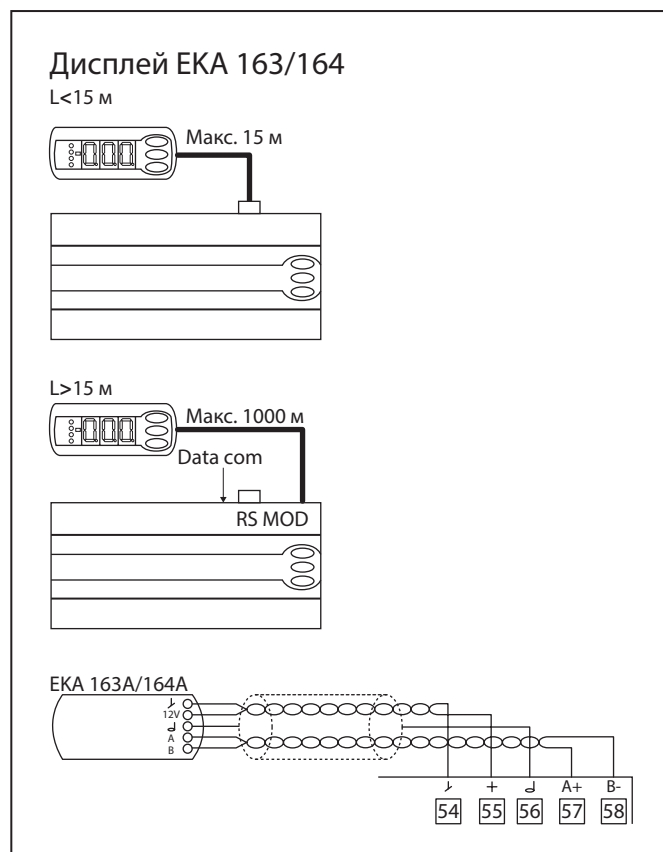 Дисплей EKA 163/164
L<15 м
Макс. 15 м
L>15 м
Макс. 1000 м
Data com
RS MOD
EKA 163A/164A
12V
A
B
+ A+ B-
54 55 56 57 58